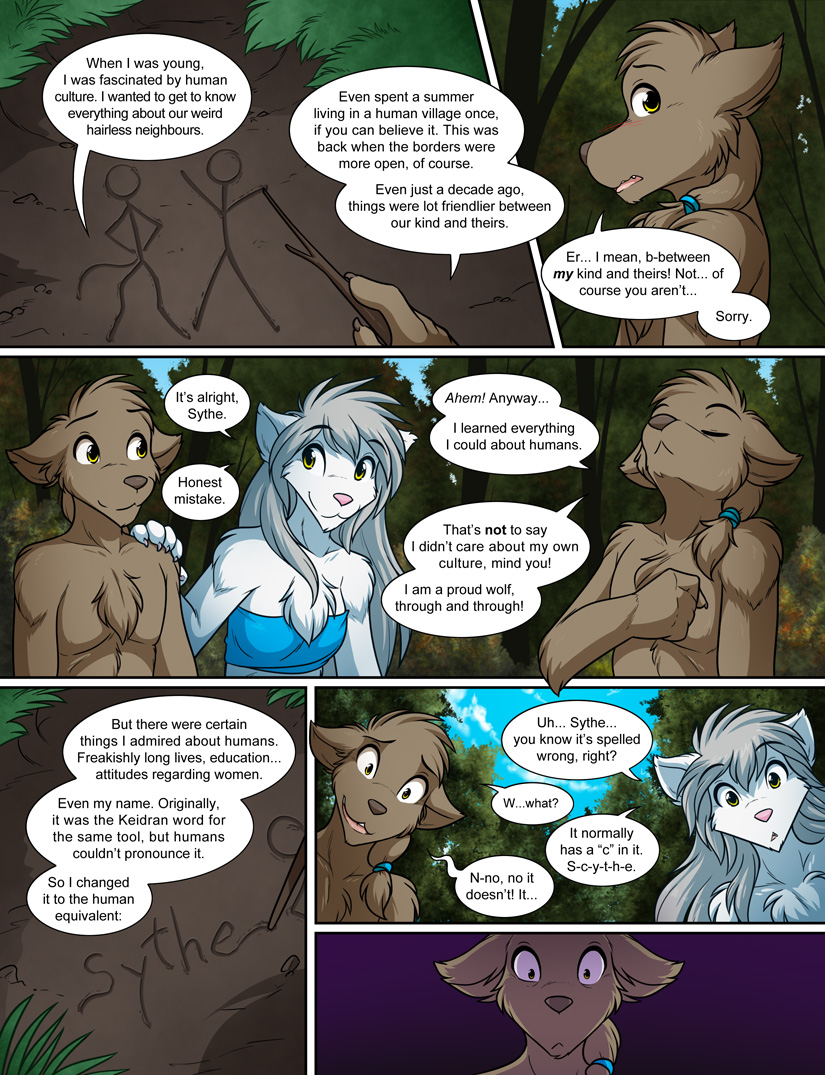 When I was young,
I was fascinated by human
culture. I wanted to get to know
everything about our weird
hairless neighbours.
Even spent a summer
living in a human village once,
if you can believe it. This was
back when the borders were
more open, of course.
Even just a decade ago,
things were lot friendlier between
our kind and theirs.
Er... I mean, b-between
my kind and theirs! Not... of
course you aren't...
Sorry.
It's alright,
Sythe.
Honest
mistake.
Ahem! Anyway...
I learned everything
I could about humans.
That's not to say
I didn't care about my own
culture, mind you!
I am a proud wolf,
through and through!
But there were certain
things I admired about humans.
Freakishly long lives, education...
attitudes regarding women.
Even my name. Originally,
it was the Keidran word for
the same tool, but humans
couldn't pronounce it.
So I changed
it to the human
equivalent:
Sythe
Uh... Sythe...
you know it's spelled
wrong, right?
W...what?
It normally
has a "c" in it.
S-c-y-t-h-e.
N-no, no it
doesn't! It...